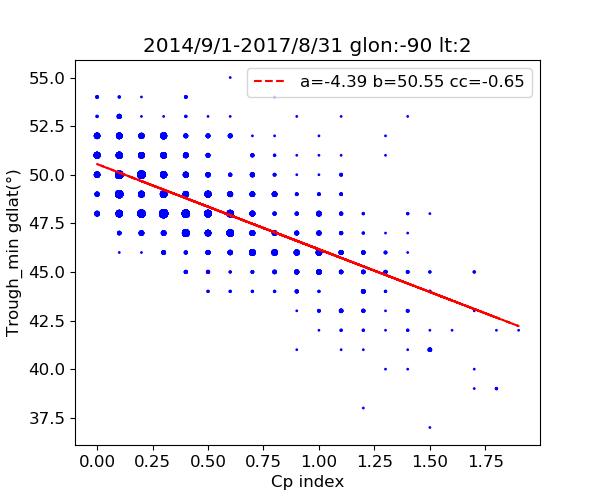 2014/9/1-2017/8/31 glon:-90 lt:2
a=-4.39 b=50.55 cc=-0.65
55.0
52.5
50.0
47.5
45.0
42.5
40.0
37.5
Trough_min gdlat(°)
0.00 0.25 0.50 0.75 1.00 1.25 1.50 1.75
Cp index